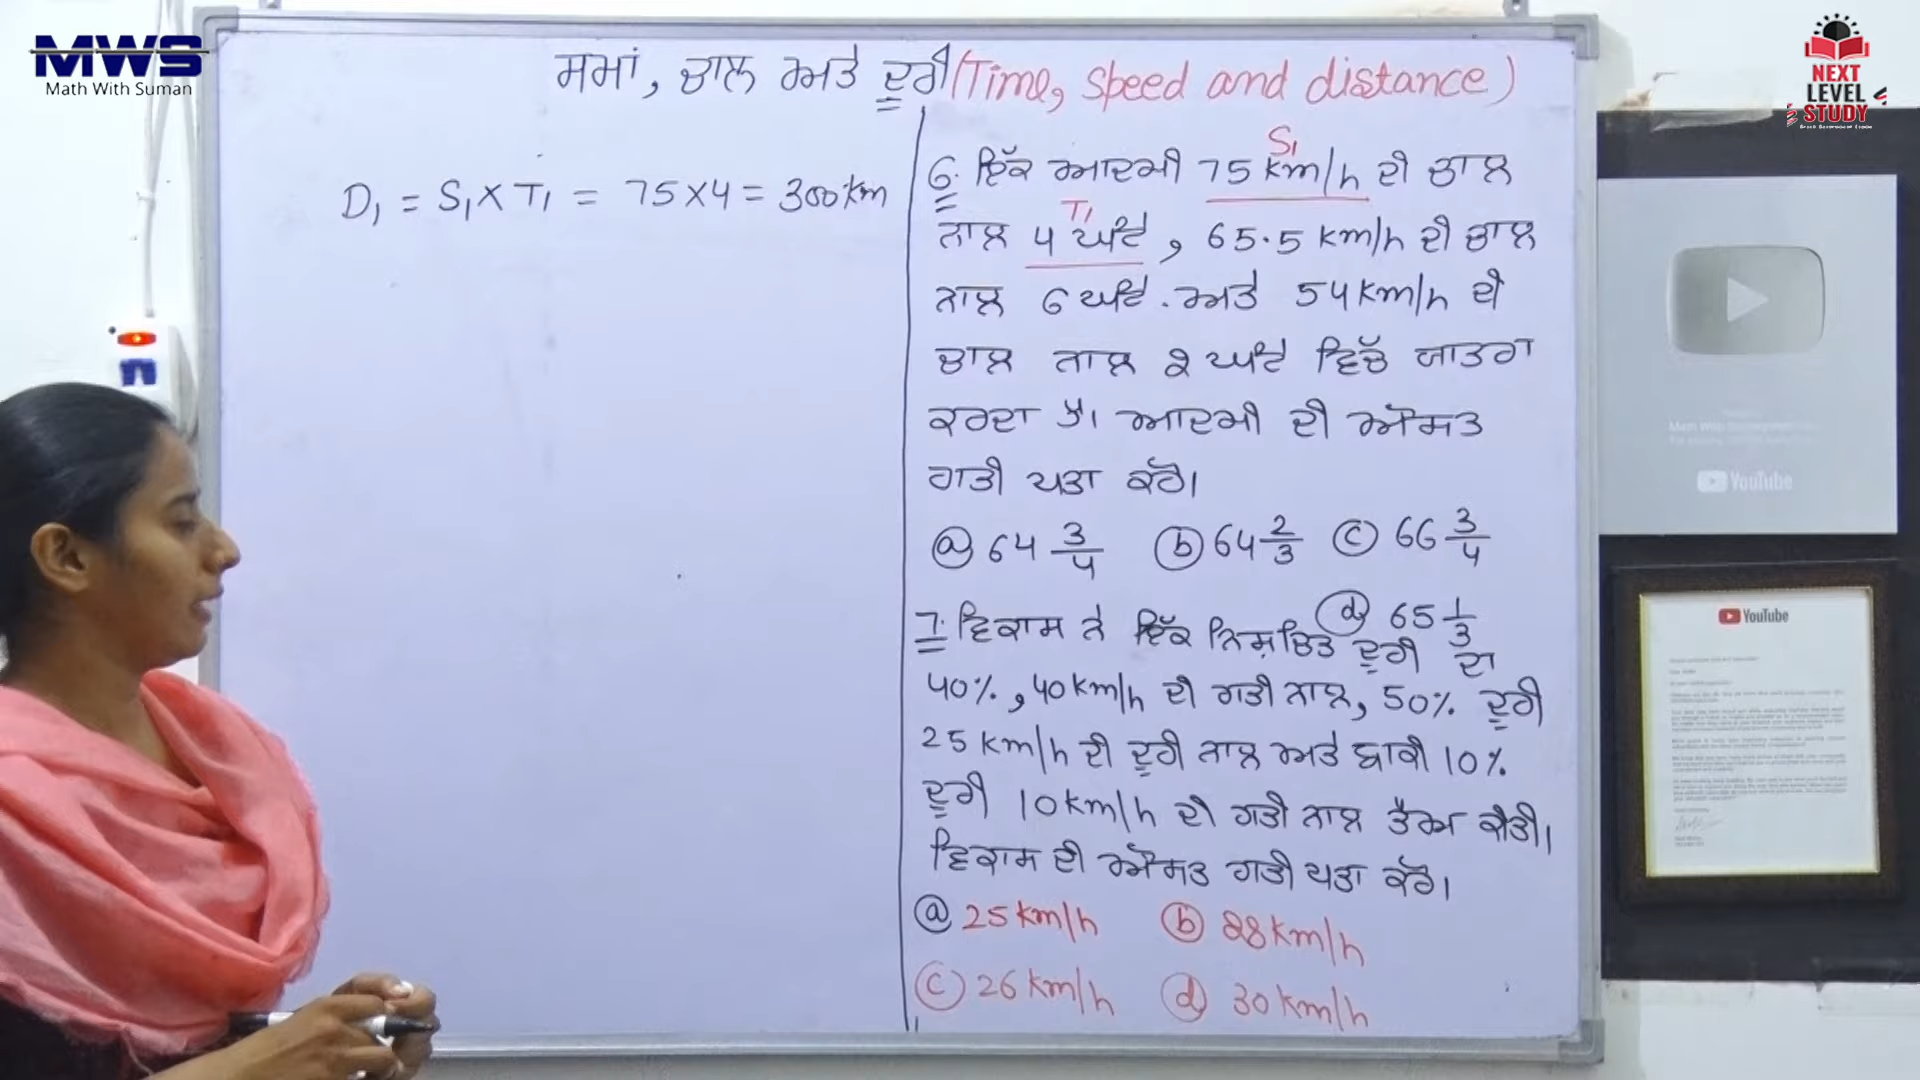 MWS
Math With Suman
NEXT
LEVEL
STUDY
ਸਮਾਂ, ਚਾਲ ਅਤੇ ਦੂਰੀ (Time, Speed and distance)
D₁ = S₁ × T₁ = 75×4 = 300 km
S₁
6. ਇੱਕ ਆਦਮੀ 75 km/h ਦੀ ਚਾਲ
T₁
ਨਾਲ 4 ਘੰਟੇ, 65.5 km/h ਦੀ ਚਾਲ
ਨਾਲ 6 ਘੰਟੇ. ਅਤੇ 54 km/h ਦੀ
ਚਾਲ ਨਾਲ 2 ਘੰਟੇ ਵਿੱਚ ਯਾਤਰਾ
ਕਰਦਾ ਹੈ। ਆਦਮੀ ਦੀ ਔਸਤ
ਗਤੀ ਪਤਾ ਕਰੋ।
(a) 64 3/4 (b) 64 2/3 (c) 66 3/4
(d) 65 1/3
7. ਵਿਕਾਸ ਨੇ ਇੱਕ ਨਿਸ਼ਚਿਤ ਦੂਰੀ ਦਾ
40%, 40 km/h ਦੀ ਗਤੀ ਨਾਲ, 50% ਦੂਰੀ
25 km/h ਦੀ ਦੂਰੀ ਨਾਲ ਅਤੇ ਬਾਕੀ 10%
ਦੂਰੀ 10 km/h ਦੀ ਗਤੀ ਨਾਲ ਤੈਅ ਕੀਤੀ।
ਵਿਕਾਸ ਦੀ ਔਸਤ ਗਤੀ ਪਤਾ ਕਰੋ।
(a) 25 km/h (b) 28 km/h
(c) 26 km/h (d) 30 km/h
YouTube
YouTube